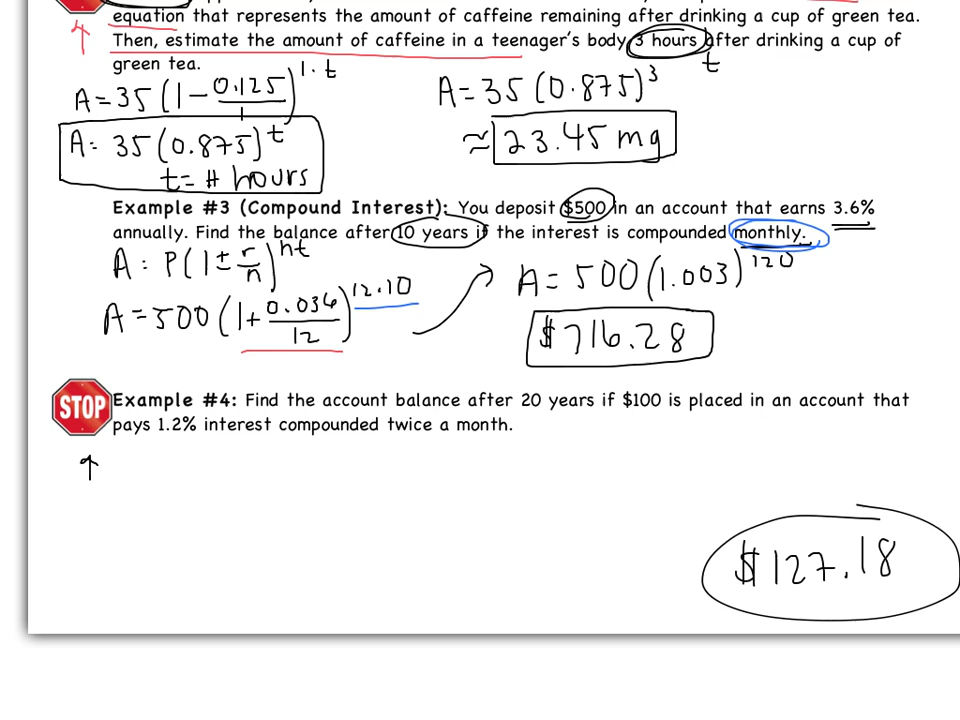 equation that represents the amount of caffeine remaining after drinking a cup of green tea.
Then, estimate the amount of caffeine in a teenager's body 3 hours after drinking a cup of
green tea.
t
A = 35 (1 - 0.125/1)^1·t
A = 35 (0.875)^3
A = 35 (0.875)^t
t = # hours
≈ 23.45 mg
Example #3 (Compound Interest): You deposit $500 in an account that earns 3.6%
annually. Find the balance after 10 years if the interest is compounded monthly.
A = P(1 ± r/n)^nt
A = 500 (1 + 0.036/12)^12·10
A = 500 (1.003)^120
$716.28
STOP
Example #4: Find the account balance after 20 years if $100 is placed in an account that
pays 1.2% interest compounded twice a month.
$127.18